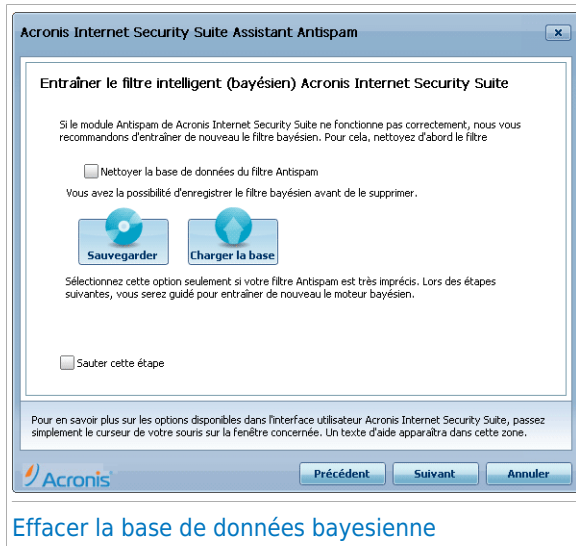 Acronis Internet Security Suite Assistant Antispam
x
Entraîner le filtre intelligent (bayésien) Acronis Internet Security Suite
Si le module Antispam de Acronis Internet Security Suite ne fonctionne pas correctement, nous vous
recommandons d'entraîner de nouveau le filtre bayésien. Pour cela, nettoyez d'abord le filtre
Nettoyer la base de données du filtre Antispam
Vous avez la possibilité d'enregistrer le filtre bayésien avant de le supprimer.
Sauvegarder
Charger la base
Sélectionnez cette option seulement si votre filtre Antispam est très imprécis. Lors des étapes
suivantes, vous serez guidé pour entraîner de nouveau le moteur bayésien.
Sauter cette étape
Pour en savoir plus sur les options disponibles dans l'interface utilisateur Acronis Internet Security Suite, passez
simplement le curseur de votre souris sur la fenêtre concernée. Un texte d'aide apparaîtra dans cette zone.
Acronis
Précédent
Suivant
Annuler
Effacer la base de données bayesienne